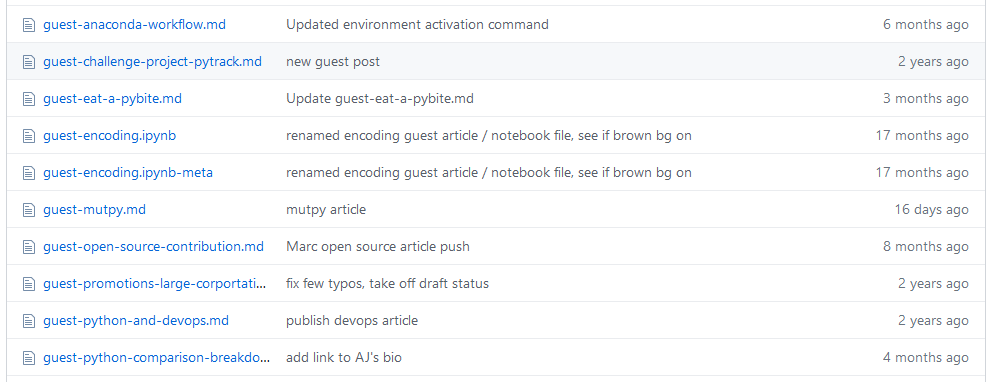 guest-anaconda-workflow.md Updated environment activation command 6 months ago
guest-challenge-project-pytrack.md new guest post 2 years ago
guest-eat-a-pybite.md Update guest-eat-a-pybite.md 3 months ago
guest-encoding.ipynb renamed encoding guest article / notebook file, see if brown bg on 17 months ago
guest-encoding.ipynb-meta renamed encoding guest article / notebook file, see if brown bg on 17 months ago
guest-mutpy.md mutpy article 16 days ago
guest-open-source-contribution.md Marc open source article push 8 months ago
guest-promotions-large-corportati... fix few typos, take off draft status 2 years ago
guest-python-and-devops.md publish devops article 2 years ago
guest-python-comparison-breakdo... add link to AJ's bio 4 months ago